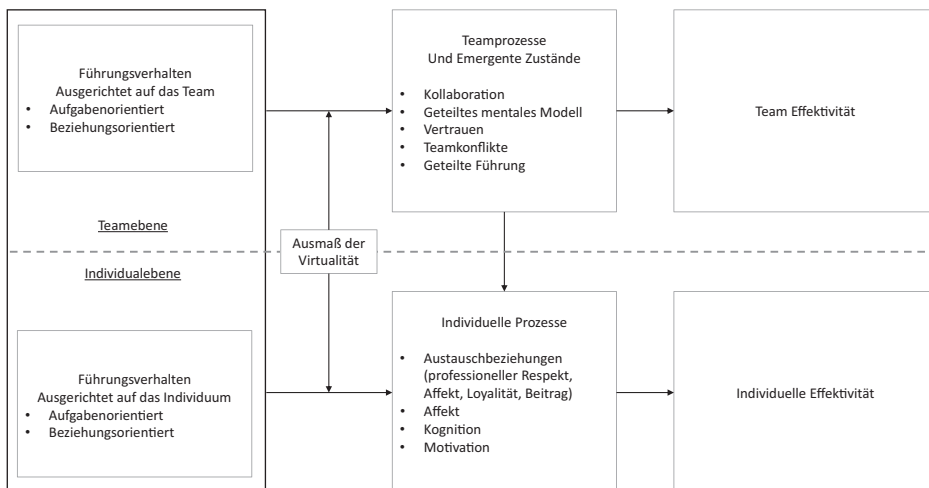 Führungsverhalten
Ausgerichtet auf das Team
• Aufgabenorientiert
• Beziehungsorientiert
Teamebene
Individualebene
Führungsverhalten
Ausgerichtet auf das Individuum
• Aufgabenorientiert
• Beziehungsorientiert
Ausmaß der
Virtualität
Teamprozesse
Und Emergente Zustände
• Kollaboration
• Geteiltes mentales Modell
• Vertrauen
• Teamkonflikte
• Geteilte Führung
Individuelle Prozesse
• Austauschbeziehungen
(professioneller Respekt,
Affekt, Loyalität, Beitrag)
• Affekt
• Kognition
• Motivation
Team Effektivität
Individuelle Effektivität